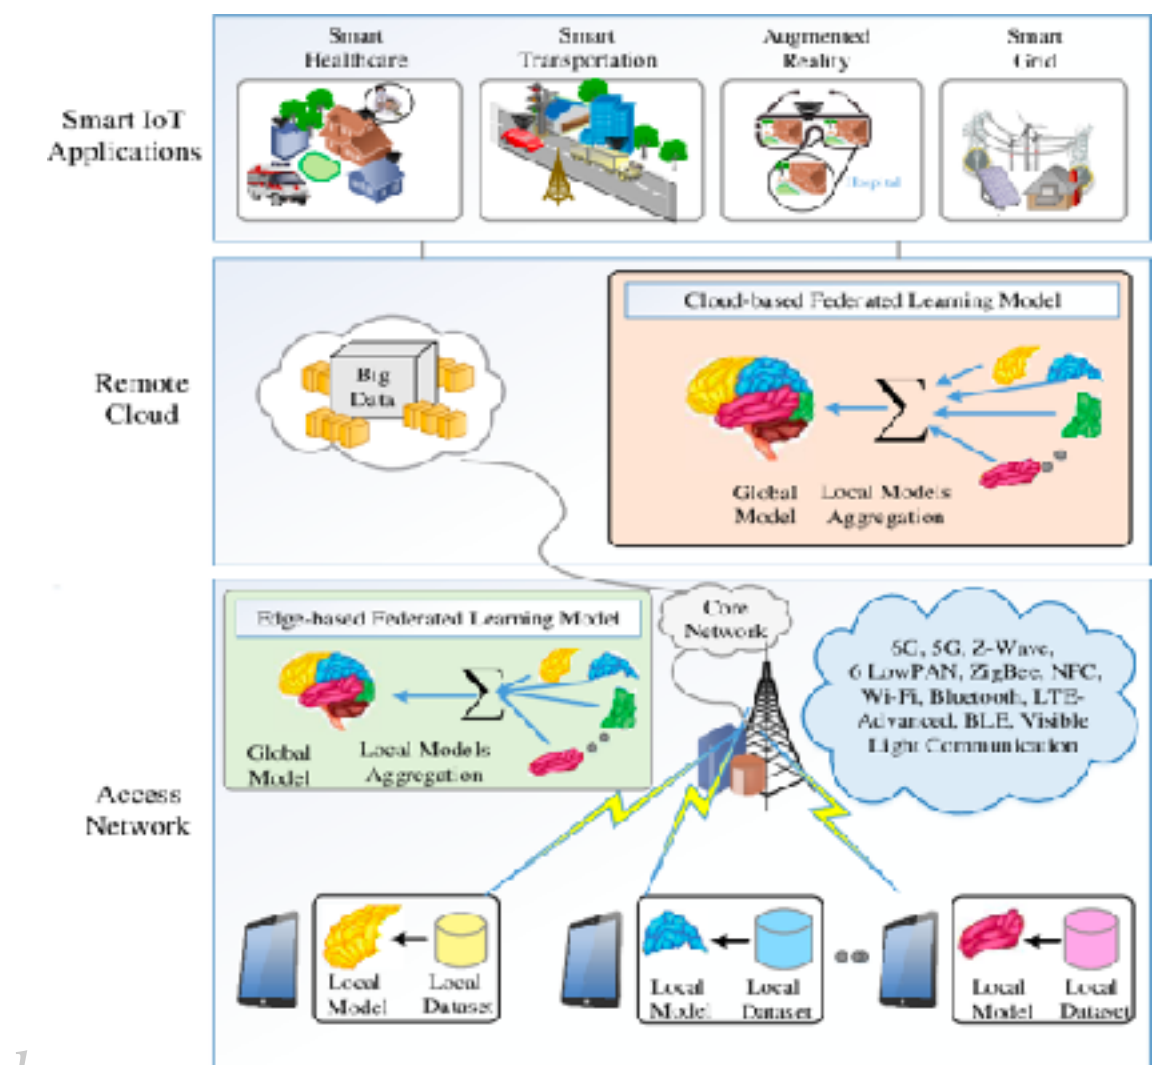 Smart
Healthcare
Smart
Transportation
Augmented
Reality
Smart
Grid
Smart IoT
Applications
Hospital
Cloud-based Federated Learning Model
Big
Data
Remote
Cloud
Global
Model
Local Models
Aggregation
Edge-based Federated Learning Model
Core
Network
6G, 5G, Z-Wave,
6 LowPAN, ZigBee, NFC,
Wi-Fi, Bluetooth, LTE-
Advanced, BLE, Visible
Light Communication
Global
Model
Local Models
Aggregation
Access
Network
Local
Model
Local
Dataset
Local
Model
Local
Dataset
Local
Model
Local
Dataset
1